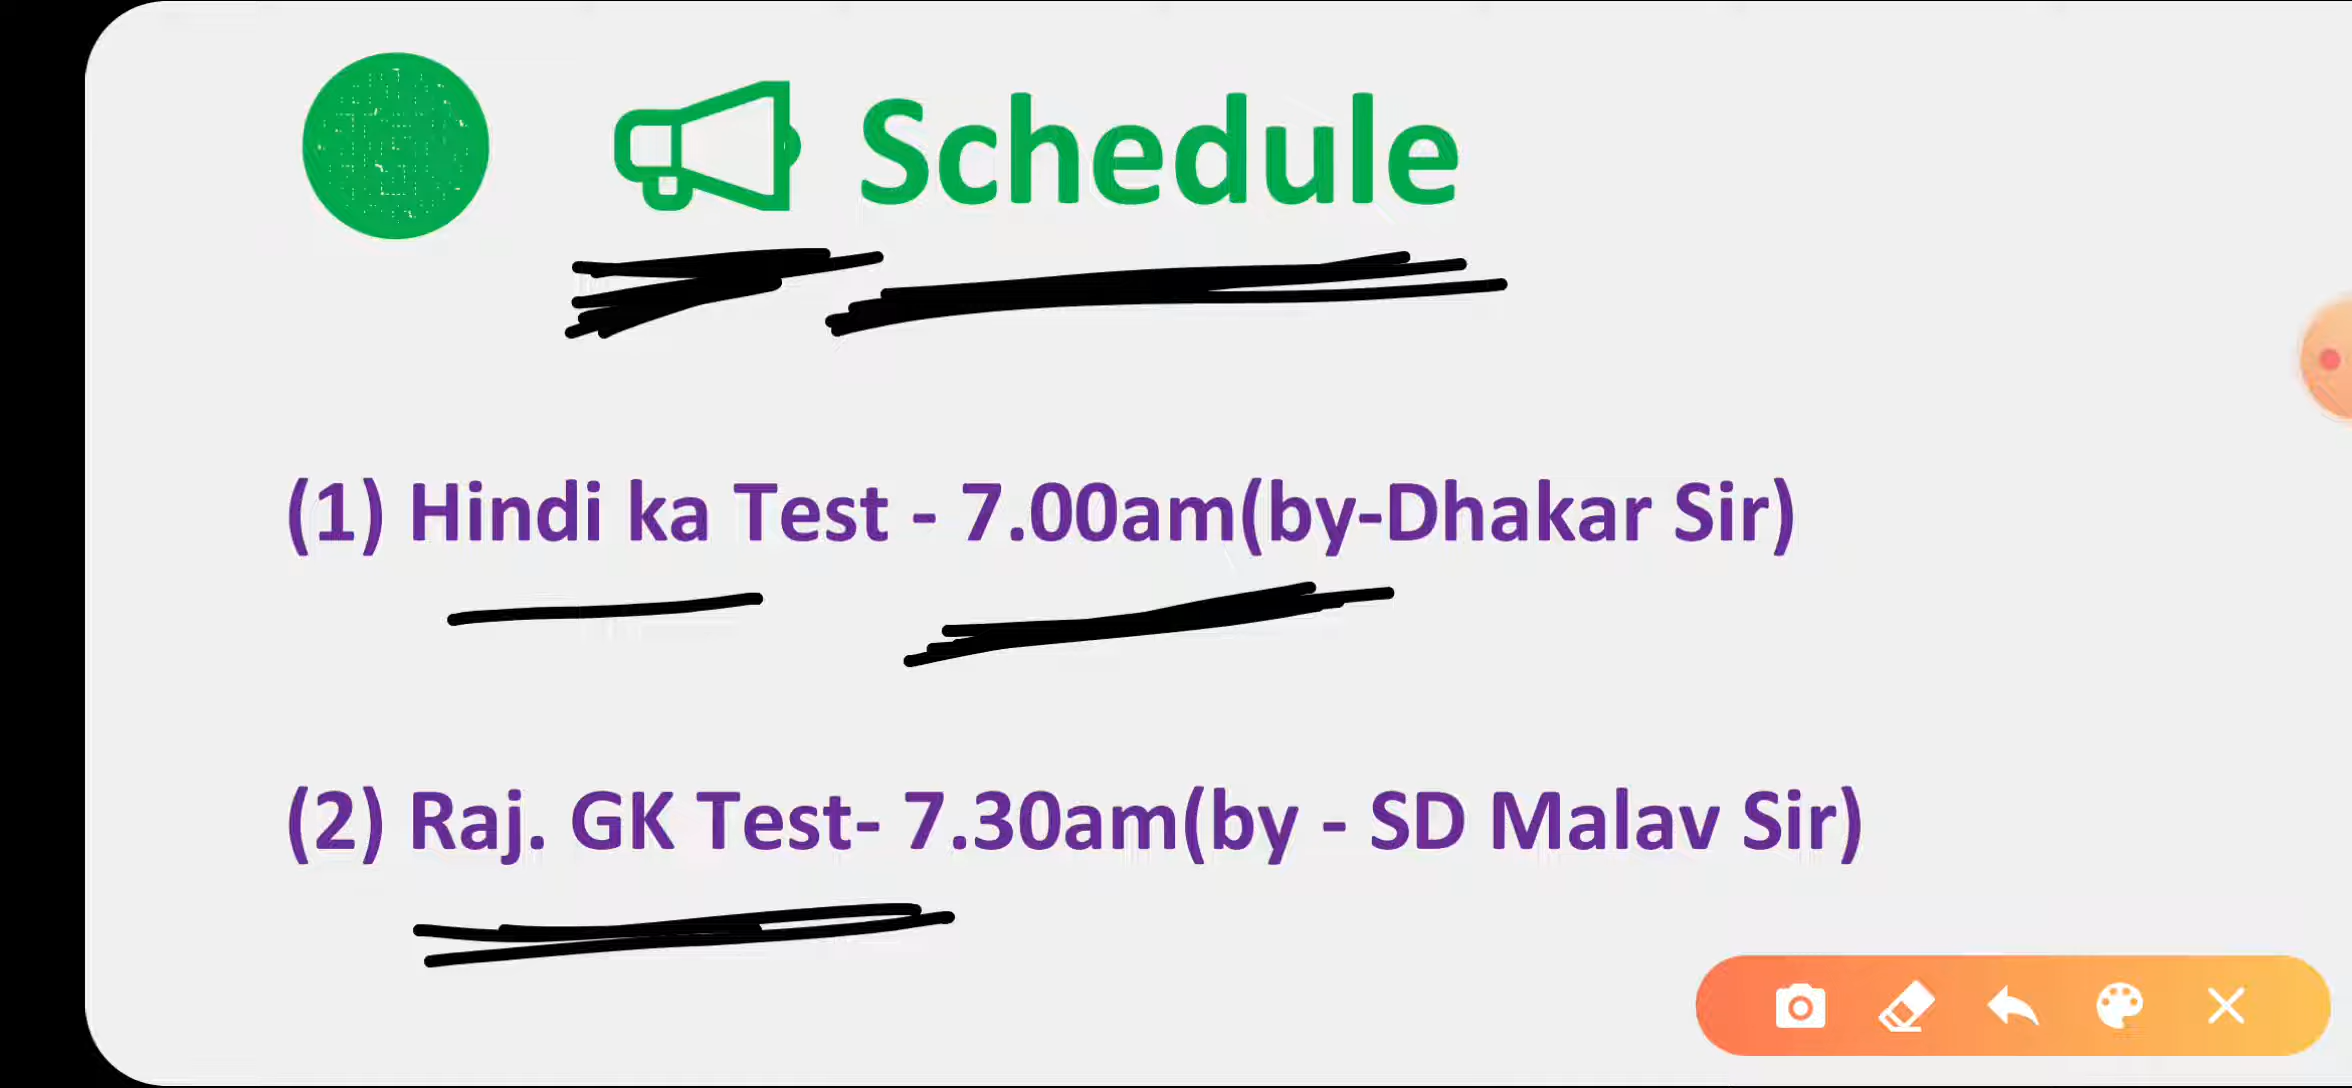 Schedule
(1) Hindi ka Test - 7.00am(by-Dhakar Sir)
(2) Raj. GK Test- 7.30am(by - SD Malav Sir)